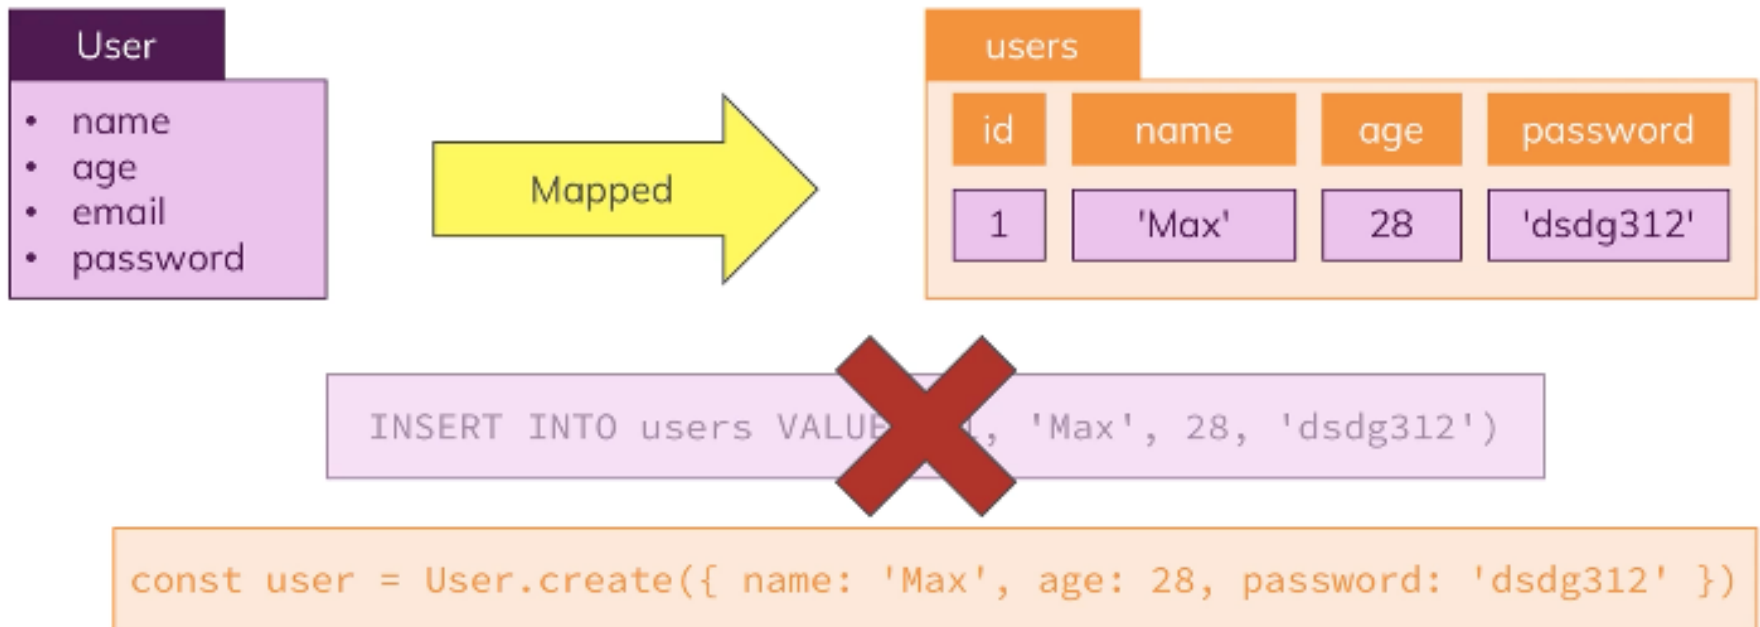 User
• name
• age
• email
• password
Mapped
users
id name age password
1 'Max' 28 'dsdg312'
INSERT INTO users 'Max', 28, 'dsdg312')
const user = User.create({ name: 'Max', age: 28, password: 'dsdg312' })